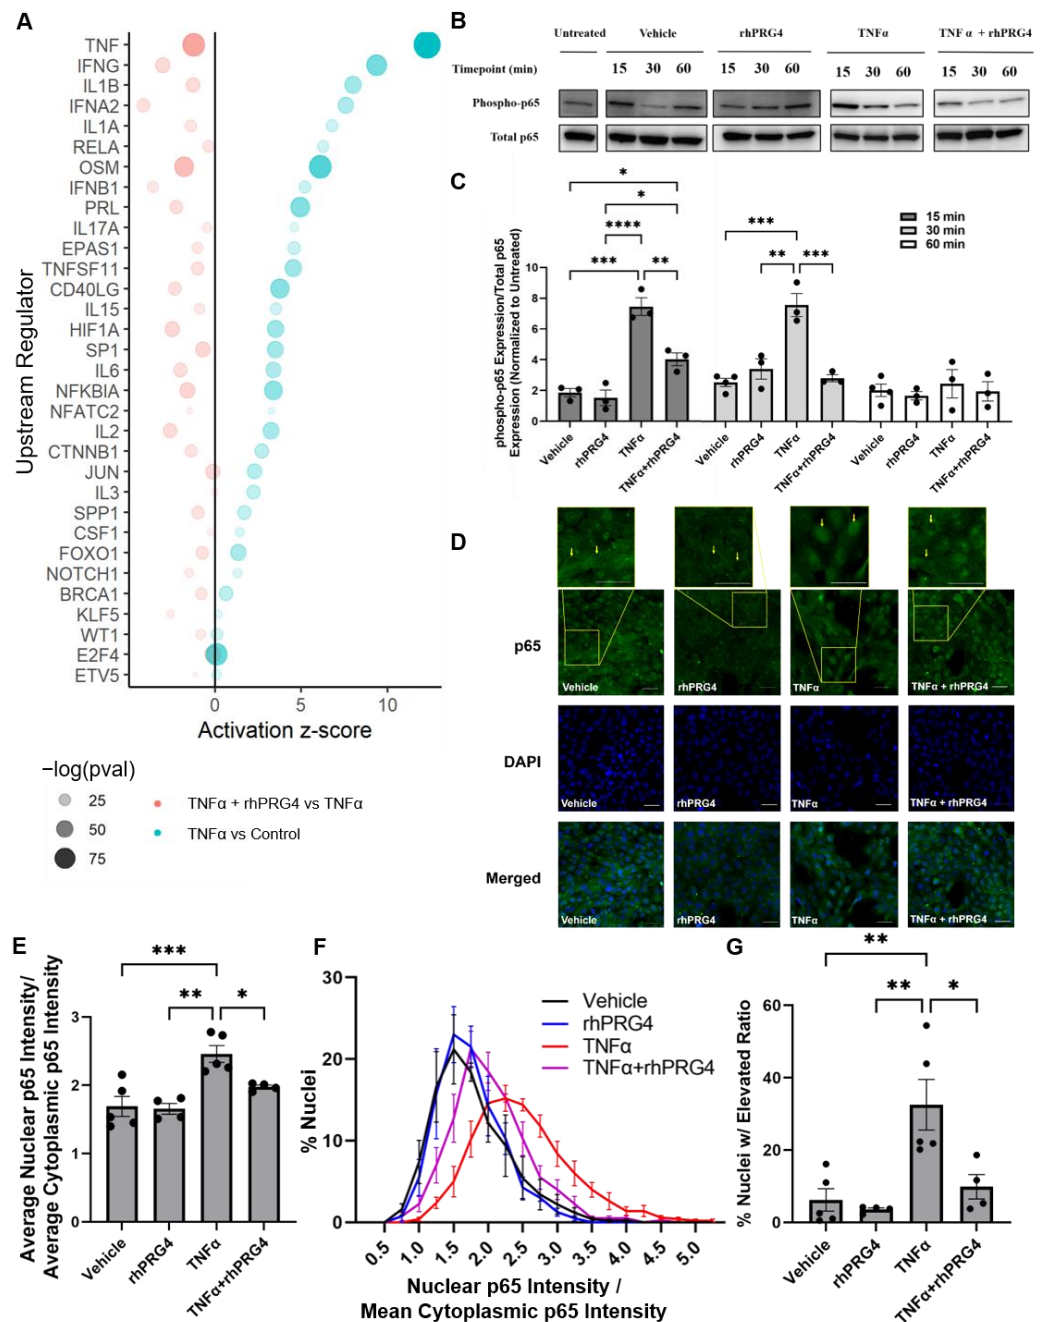 A
TNF
IFNG
IL1B
IFNA2
IL1A
RELA
OSM
IFNB1
PRL
IL17A
EPAS1
TNFSF11
CD40LG
IL15
HIF1A
SP1
IL6
NFKBIA
NFATC2
IL2
CTNNB1
JUN
IL3
SPP1
CSF1
FOXO1
NOTCH1
BRCA1
KLF5
WT1
E2F4
ETV5
Upstream Regulator
0 5 10
Activation z-score
−log(pval)
25
50
75
TNFα + rhPRG4 vs TNFα
TNFα vs Control
B
Untreated Vehicle rhPRG4 TNFα TNF α + rhPRG4
Timepoint (min) 15 30 60 15 30 60 15 30 60 15 30 60
Phospho-p65
Total p65
C
phospho-p65 Expression/Total p65
Expression (Normalized to Untreated)
10
8
6
4
2
0
*
*
****
*** **
***
** ***
15 min
30 min
60 min
Vehicle rhPRG4 TNFα TNFα+rhPRG4 Vehicle rhPRG4 TNFα TNFα+rhPRG4 Vehicle rhPRG4 TNFα TNFα+rhPRG4
D
p65
Vehicle rhPRG4 TNFα TNFα + rhPRG4
DAPI
Vehicle rhPRG4 TNFα TNFα + rhPRG4
Merged
Vehicle rhPRG4 TNFα TNFα + rhPRG4
E
Average Nuclear p65 Intensity/
Average Cytoplasmic p65 Intensity
3
2
1
0
***
** *
Vehicle rhPRG4 TNFα TNFα+rhPRG4
F
% Nuclei
30
20
10
0
Vehicle
rhPRG4
TNFα
TNFα+rhPRG4
0.5 1.0 1.5 2.0 2.5 3.0 3.5 4.0 4.5 5.0
Nuclear p65 Intensity /
Mean Cytoplasmic p65 Intensity
G
% Nuclei w/ Elevated Ratio
60
40
20
0
**
** *
Vehicle rhPRG4 TNFα TNFα+rhPRG4